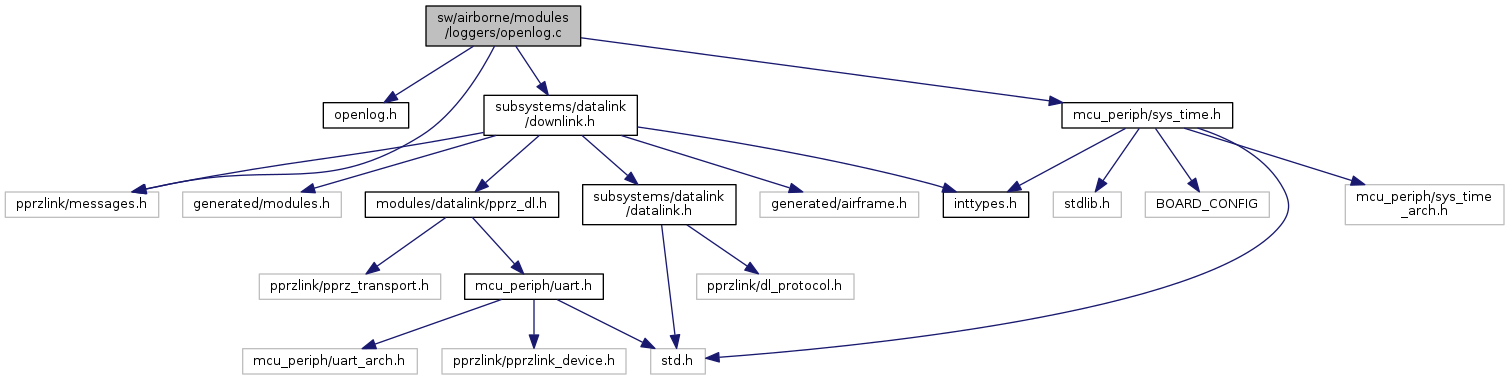 sw/airborne/modules
/loggers/openlog.c
openlog.h
subsystems/datalink
/downlink.h
mcu_periph/sys_time.h
pprzlink/messages.h
generated/modules.h
modules/datalink/pprz_dl.h
subsystems/datalink
/datalink.h
generated/airframe.h
inttypes.h
stdlib.h
BOARD_CONFIG
mcu_periph/sys_time
_arch.h
pprzlink/pprz_transport.h
mcu_periph/uart.h
pprzlink/dl_protocol.h
mcu_periph/uart_arch.h
pprzlink/pprzlink_device.h
std.h